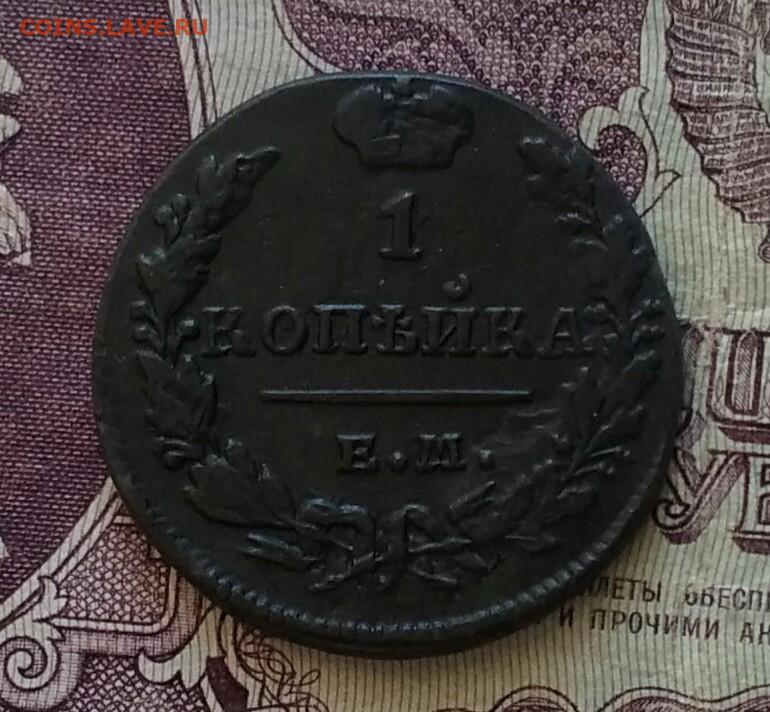 COINS.LAVE.RU
1
КОПѢЙКА
Е.М.
ЛЕТЫ ОБЕСП
И ПРОЧИМИ АН